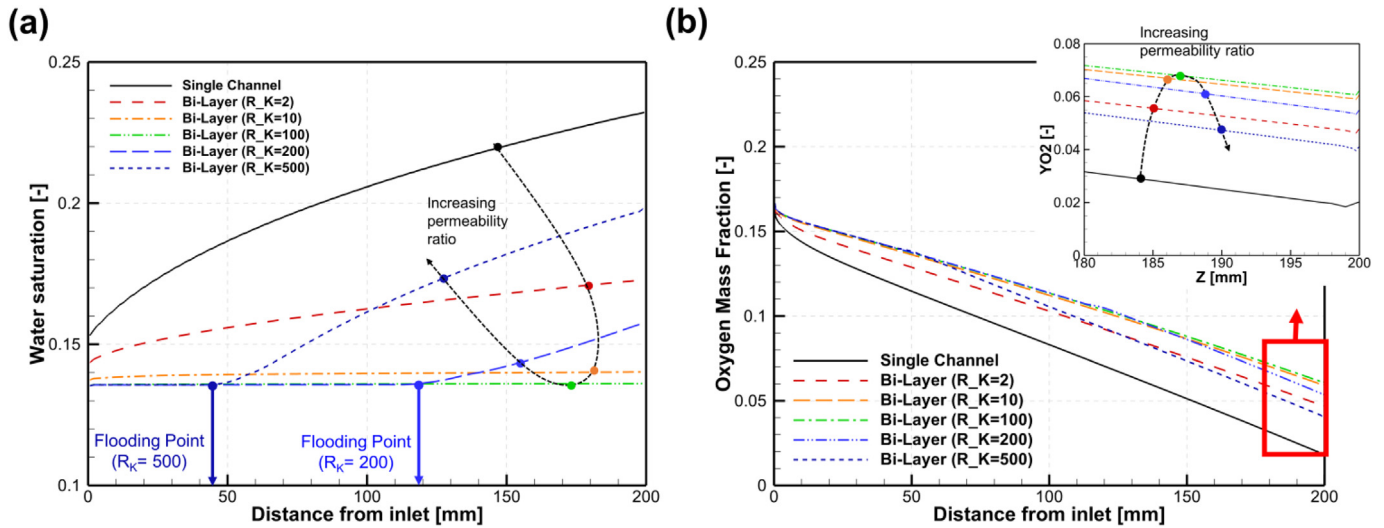 (a)
0.25
0.2
0.15
0.1
Water saturation [-]
Single Channel
Bi-Layer (R_K=2)
Bi-Layer (R_K=10)
Bi-Layer (R_K=100)
Bi-Layer (R_K=200)
Bi-Layer (R_K=500)
Increasing
permeability
ratio
Flooding Point
(R_K= 500)
Flooding Point
(R_K= 200)
0 50 100 150 200
Distance from inlet [mm]
(b)
0.25
0.2
0.15
0.1
0.05
0
Oxygen Mass Fraction [-]
Increasing
permeability ratio
0.08
0.06
0.04
0.02
0
YO2 [-]
180 185 190 195 200
Z [mm]
Single Channel
Bi-Layer (R_K=2)
Bi-Layer (R_K=10)
Bi-Layer (R_K=100)
Bi-Layer (R_K=200)
Bi-Layer (R_K=500)
0 50 100 150 200
Distance from inlet [mm]